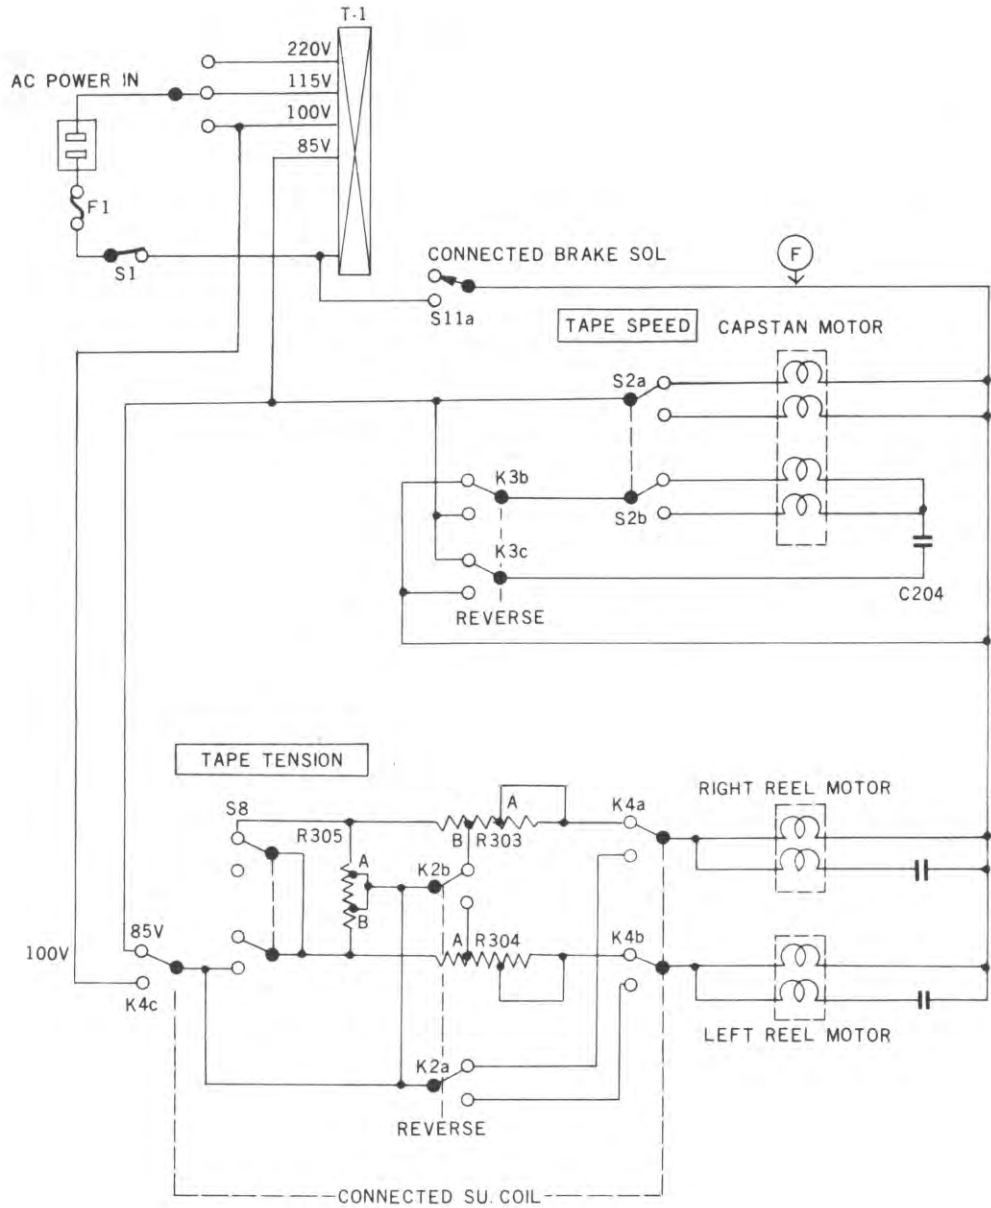 T-1
220V
AC POWER IN
115V
100V
85V
F1
S1
CONNECTED BRAKE SOL
F
S11a
TAPE SPEED
CAPSTAN MOTOR
S2a
K3b
S2b
K3c
C204
REVERSE
TAPE TENSION
RIGHT REEL MOTOR
S8
A
K4a
R305
B
R303
A
K2b
B
A
R304
K4b
85V
100V
K4c
LEFT REEL MOTOR
K2a
REVERSE
CONNECTED SU. COIL